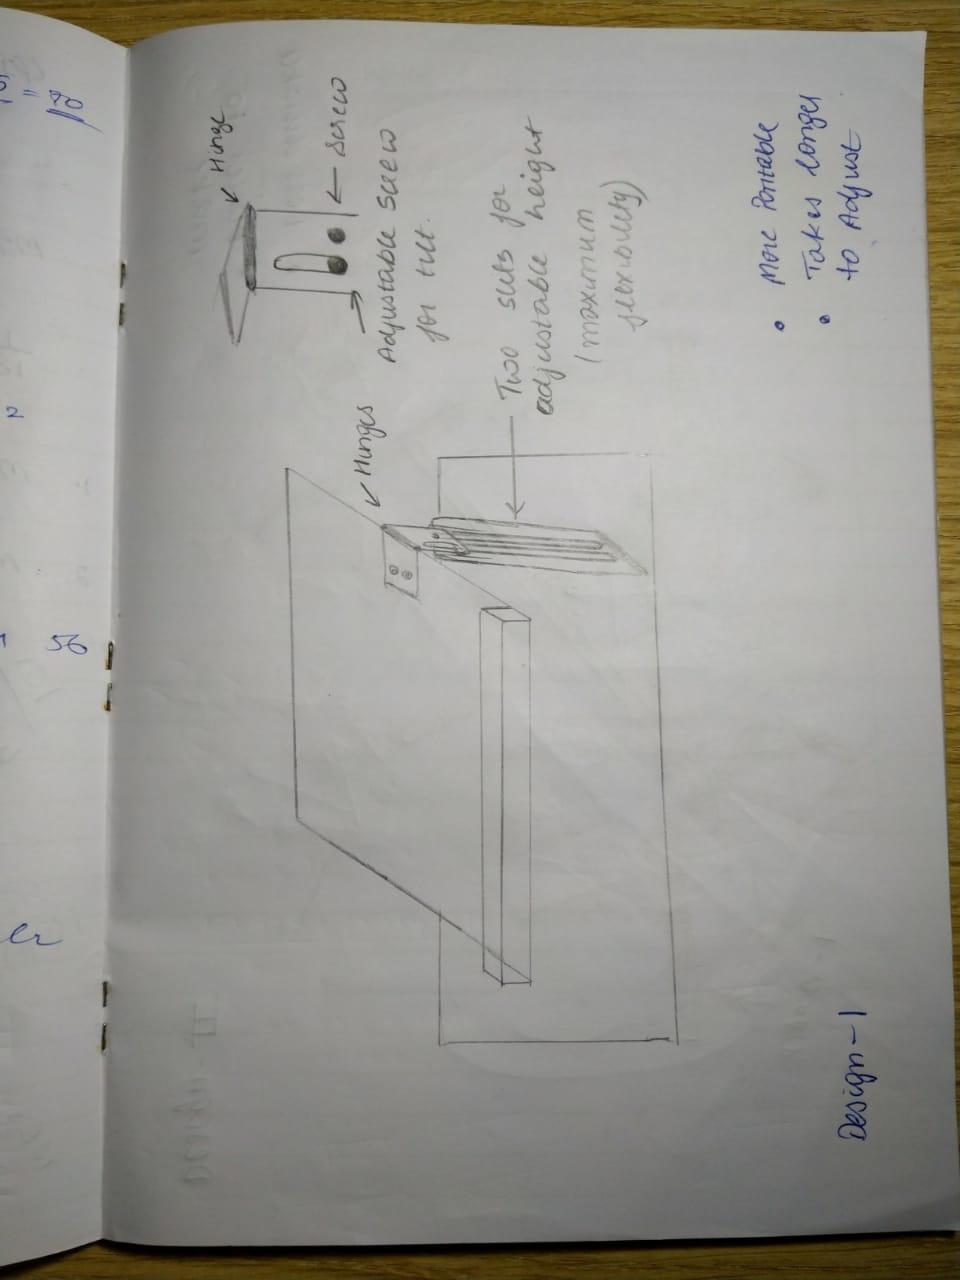 Hinge
Screw
Adjustable Screw
for tilt.
Hinges
Two slits for
adjustable height
(maximum
flexibility)
• More Portable
• Takes longer
to Adjust
Design - 1